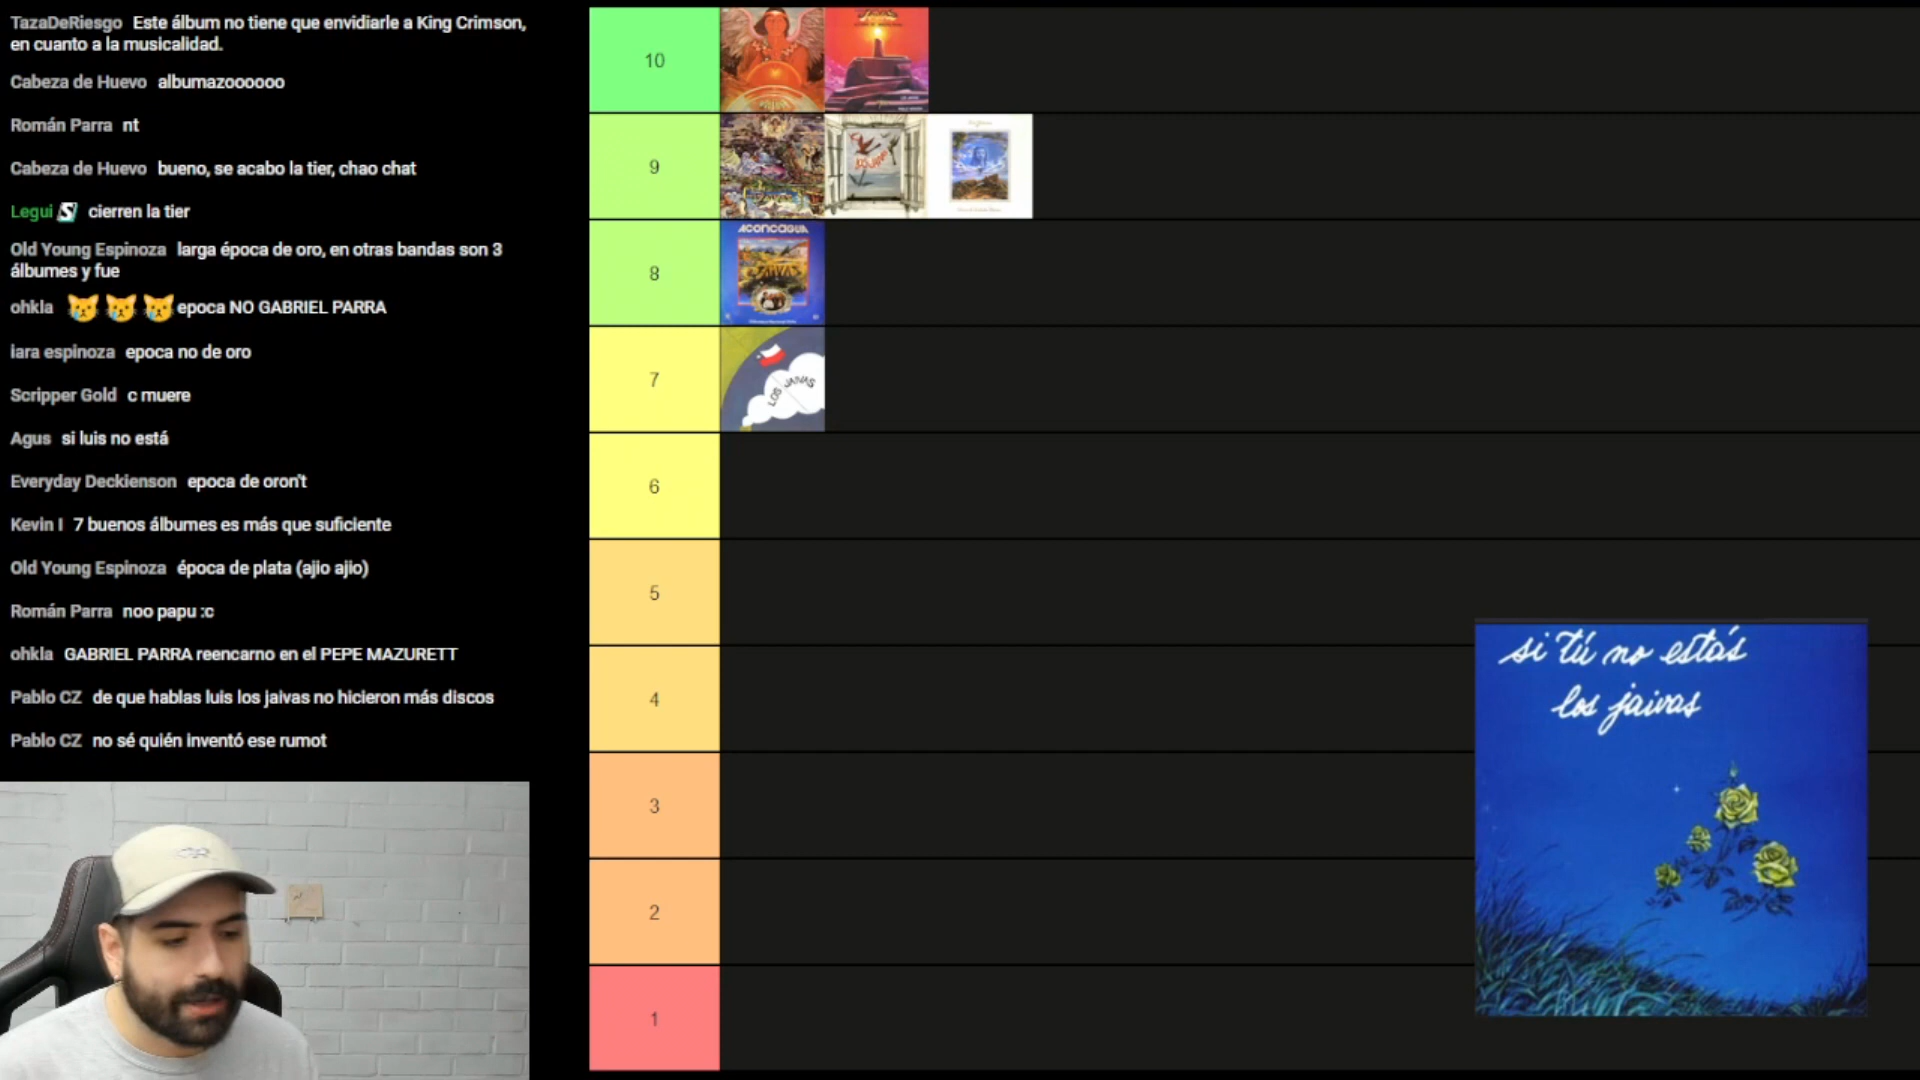 TazaDeRiesgo Este álbum no tiene que envidiarle a King Crimson,
en cuanto a la musicalidad.
Cabeza de Huevo albumazoooooo
Román Parra nt
Cabeza de Huevo bueno, se acabo la tier, chao chat
Legui S cierren la tier
Old Young Espinoza larga época de oro, en otras bandas son 3
álbumes y fue
ohkla 😿😿😿 epoca NO GABRIEL PARRA
iara espinoza epoca no de oro
Scripper Gold c muere
Agus si luis no está
Everyday Deckienson epoca de oron't
Kevin I 7 buenos álbumes es más que suficiente
Old Young Espinoza época de plata (ajio ajio)
Román Parra noo papu :c
ohkla GABRIEL PARRA reencarno en el PEPE MAZURETT
Pablo CZ de que hablas luis los jaivas no hicieron más discos
Pablo CZ no sé quién inventó ese rumot
10
9
8
ACONCAGUA
JAIVAS
7
LOS JAIVAS
6
5
4
3
2
1
si tú no estás
los jaivas